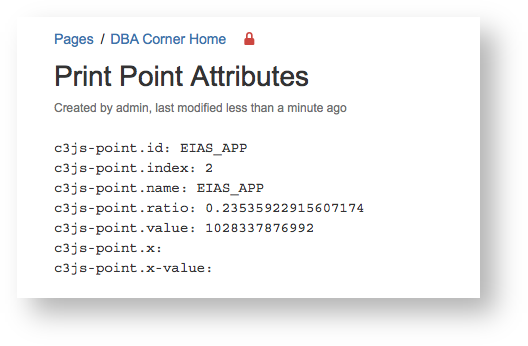 Pages / DBA Corner Home
Print Point Attributes
Created by admin, last modified less than a minute ago
c3js-point.id: EIAS_APP
c3js-point.index: 2
c3js-point.name: EIAS_APP
c3js-point.ratio: 0.23535922915607174
c3js-point.value: 1028337876992
c3js-point.x:
c3js-point.x-value: